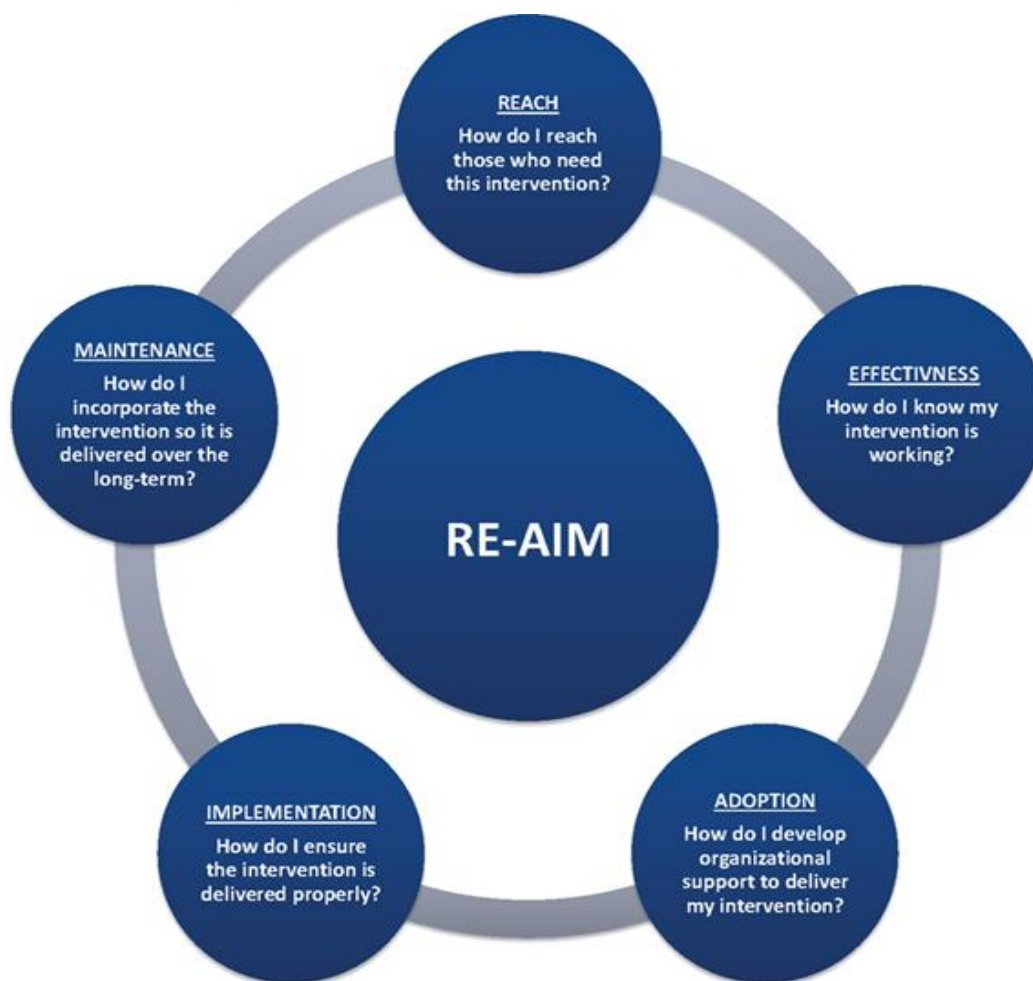 REACH
How do I reach
those who need
this intervention?
EFFECTIVNESS
How do I know my
intervention is
working?
ADOPTION
How do I develop
organizational
support to deliver
my intervention?
IMPLEMENTATION
How do I ensure
the intervention is
delivered properly?
MAINTENANCE
How do I
incorporate the
intervention so it is
delivered over the
long-term?
RE-AIM